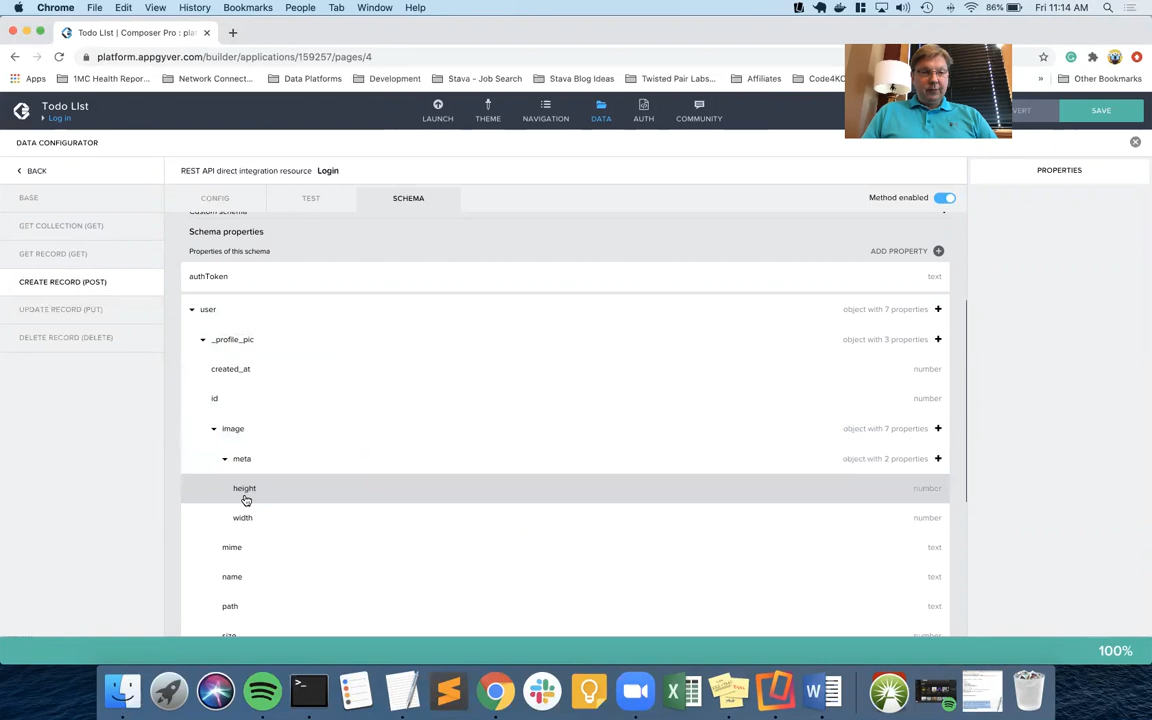 Chrome File Edit View History Bookmarks People Tab Window Help 86% Fri 11:14 AM
Todo LIst | Composer Pro : pla
platform.appgyver.com/builder/applications/159257/pages/4
Apps 1MC Health Repor... Network Connect... Data Platforms Development Stava - Job Search Stava Blog Ideas Twisted Pair Labs... Affiliates Code4KC » Other Bookmarks
Todo LIst
Log in
LAUNCH THEME NAVIGATION DATA AUTH COMMUNITY VERT SAVE
DATA CONFIGURATOR
BACK REST API direct integration resource Login PROPERTIES
BASE CONFIG TEST SCHEMA Method enabled
Custom schema
GET COLLECTION (GET)
Schema properties
GET RECORD (GET) Properties of this schema ADD PROPERTY
CREATE RECORD (POST) authToken text
UPDATE RECORD (PUT) user object with 7 properties
DELETE RECORD (DELETE) _profile_pic object with 3 properties
created_at number
id number
image object with 7 properties
meta object with 2 properties
height number
width number
mime text
name text
path text
size number
100%